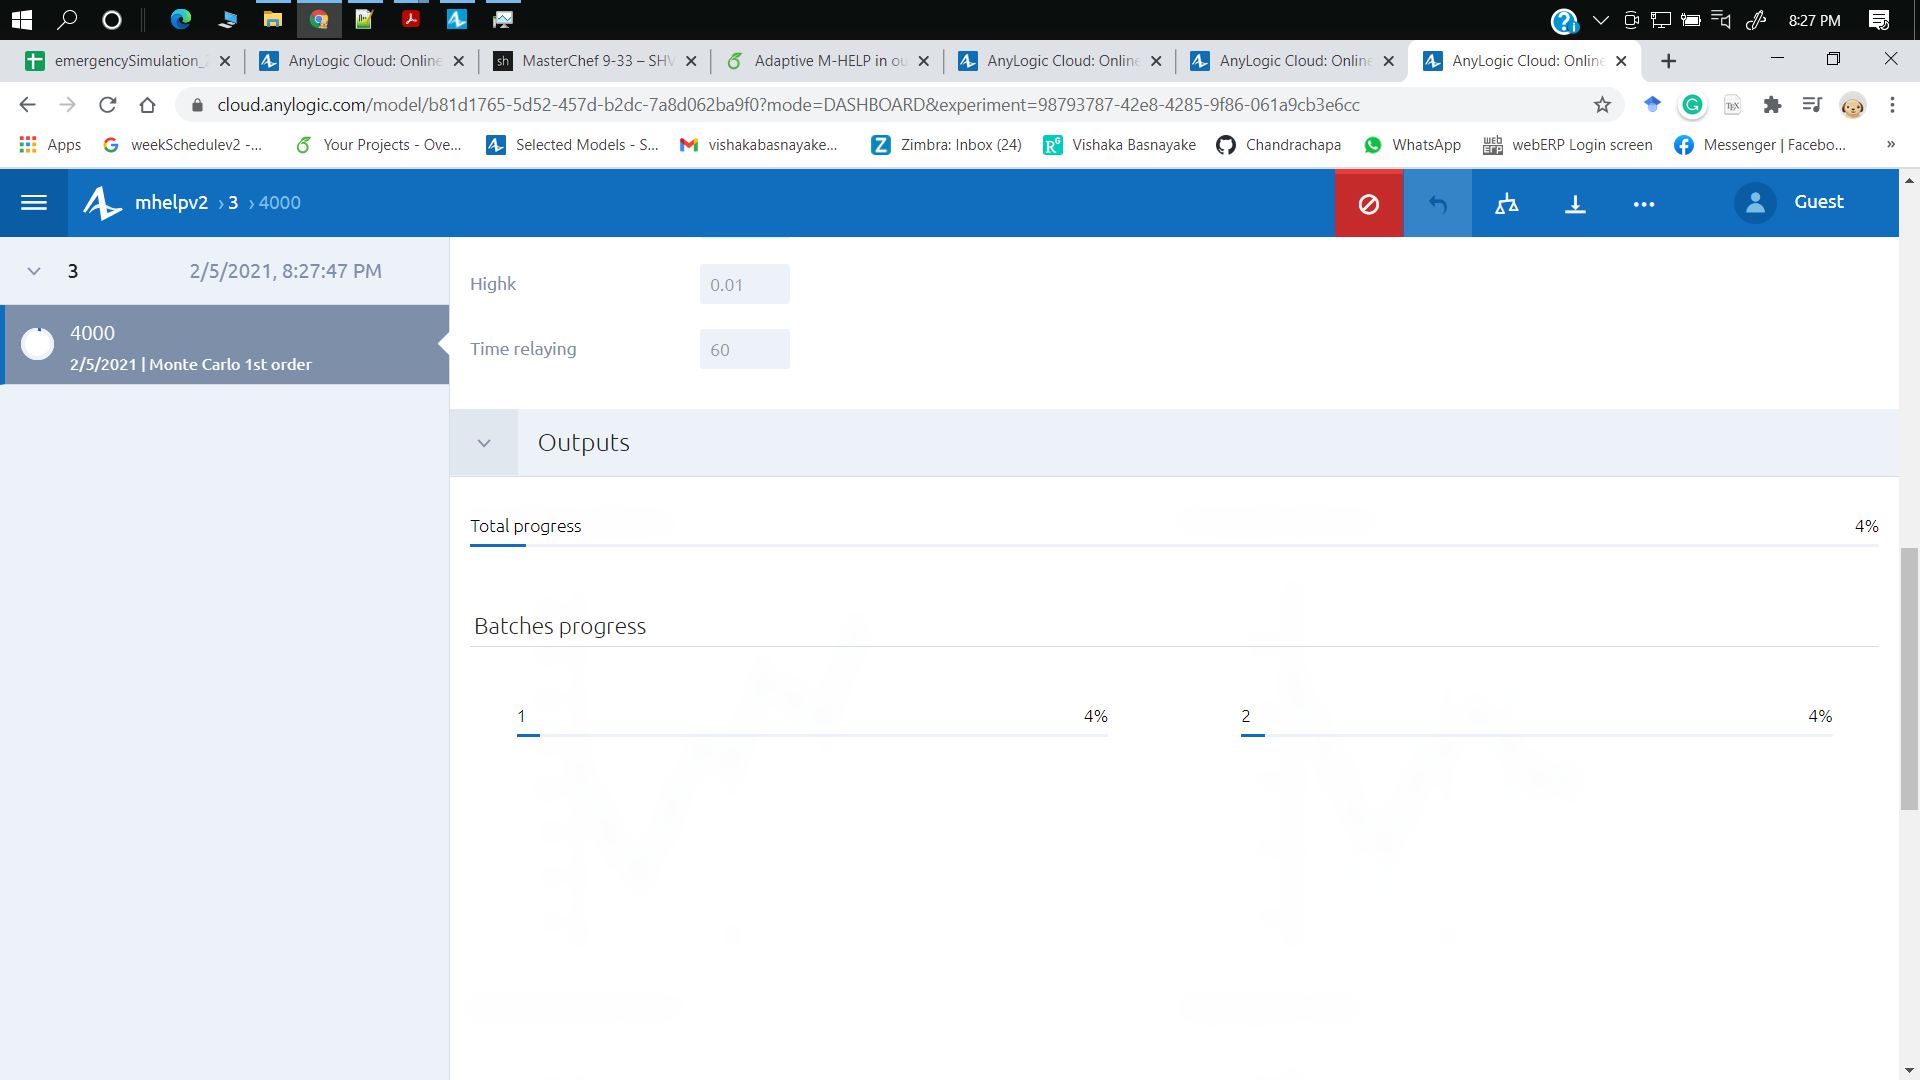 8:27 PM
emergencySimulation_
AnyLogic Cloud: Online
sh MasterChef 9-33 – SHV
Adaptive M-HELP in ou
AnyLogic Cloud: Online
AnyLogic Cloud: Online
AnyLogic Cloud: Online
cloud.anylogic.com/model/b81d1765-5d52-457d-b2dc-7a8d062ba9f0?mode=DASHBOARD&experiment=98793787-42e8-4285-9f86-061a9cb3e6cc
Apps
weekSchedulev2 -...
Your Projects - Ove...
Selected Models - S...
vishakabasnayake...
Zimbra: Inbox (24)
Vishaka Basnayake
Chandrachapa
WhatsApp
webERP Login screen
Messenger | Facebo...
»
mhelpv2 › 3 › 4000
Guest
3 2/5/2021, 8:27:47 PM
4000
2/5/2021 | Monte Carlo 1st order
Highk 0.01
Time relaying 60
Outputs
Total progress 4%
Batches progress
1 4%
2 4%